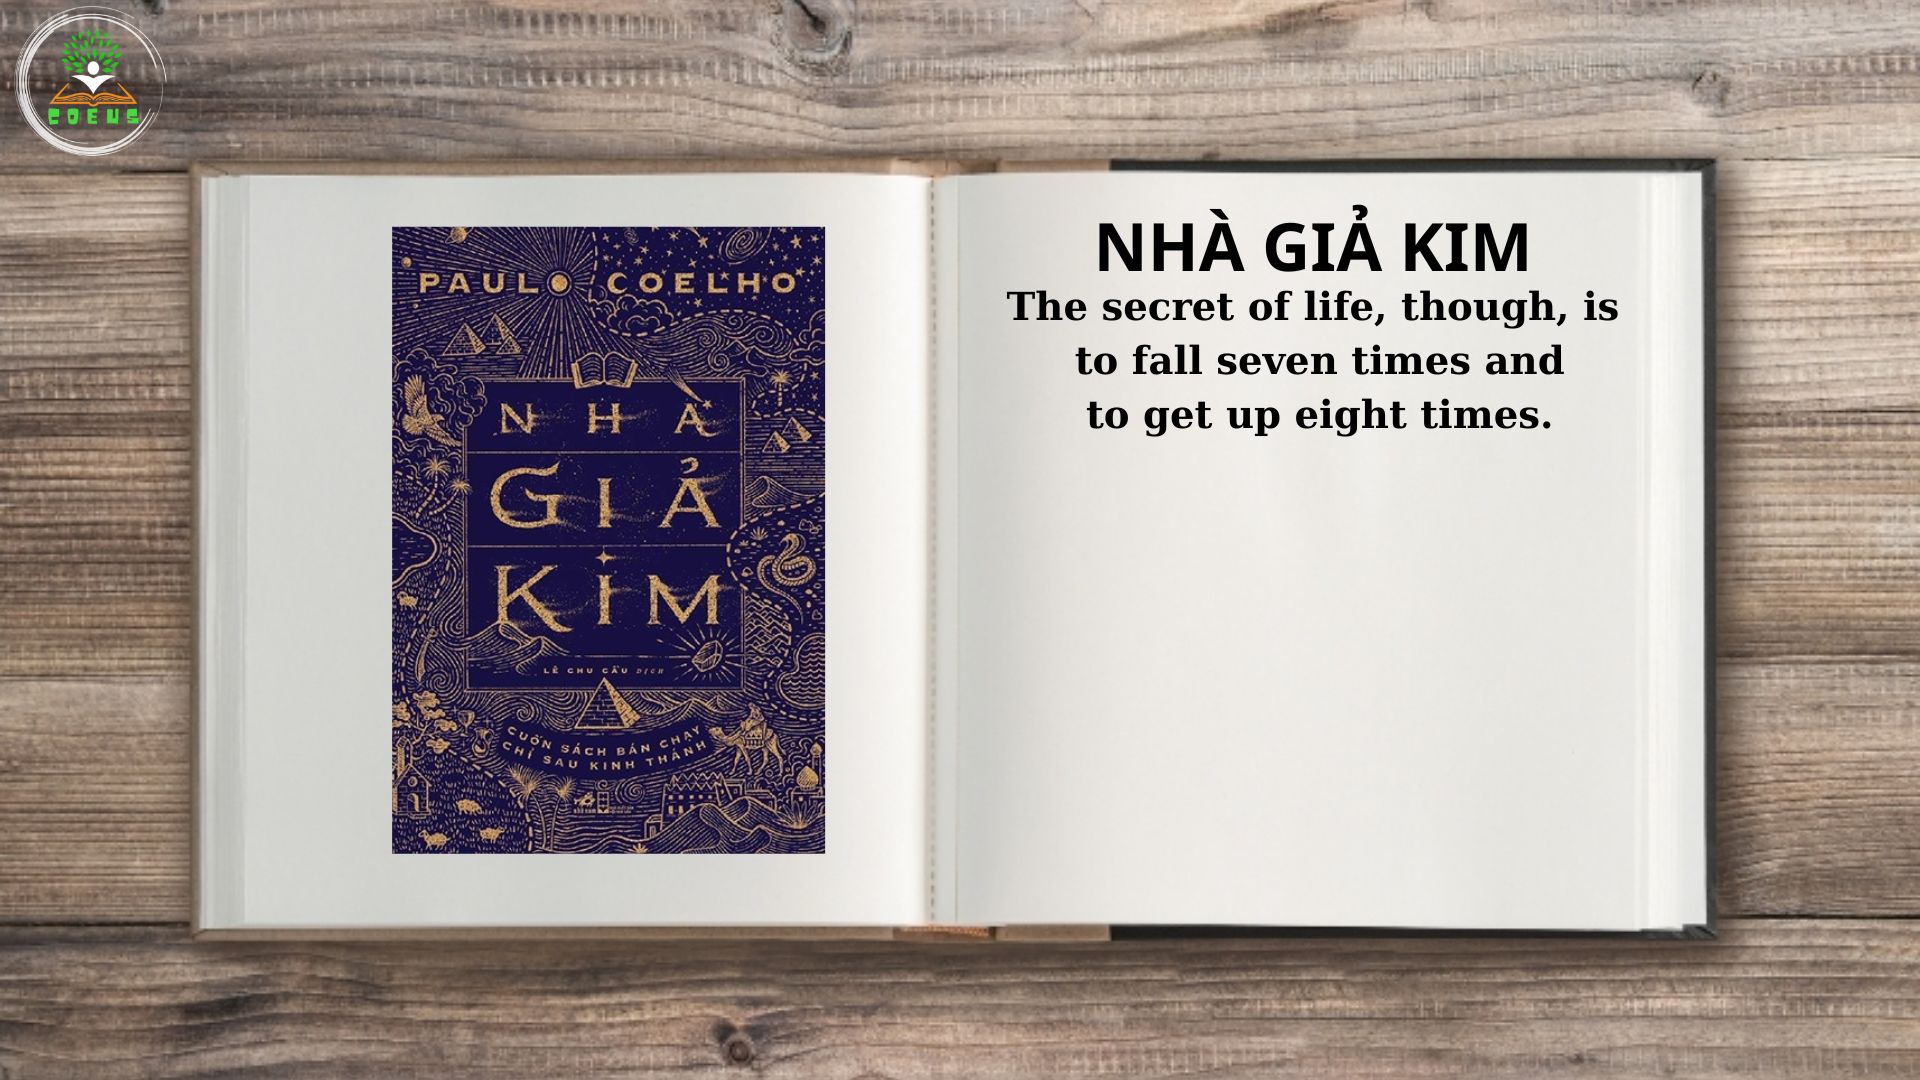 COEUS
PAULO COELHO
NHÀ
GIẢ
KIM
LÊ CHU CẦU DỊCH
CUỐN SÁCH BÁN CHẠY
CHỈ SAU KINH THÁNH
NHÀ GIẢ KIM
The secret of life, though, is
to fall seven times and
to get up eight times.